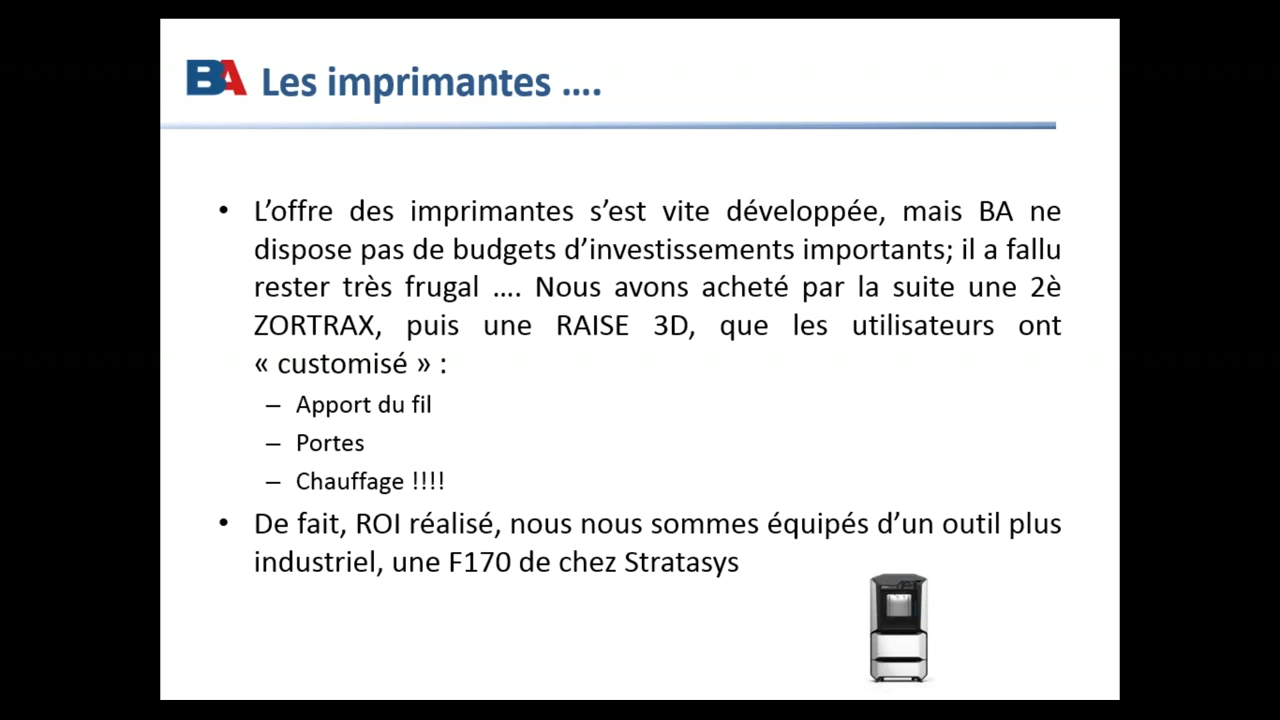 BA Les imprimantes ....
• L’offre des imprimantes s’est vite développée, mais BA ne
dispose pas de budgets d’investissements importants; il a fallu
rester très frugal .... Nous avons acheté par la suite une 2è
ZORTRAX, puis une RAISE 3D, que les utilisateurs ont
« customisé » :
– Apport du fil
– Portes
– Chauffage !!!!
• De fait, ROI réalisé, nous nous sommes équipés d’un outil plus
industriel, une F170 de chez Stratasys